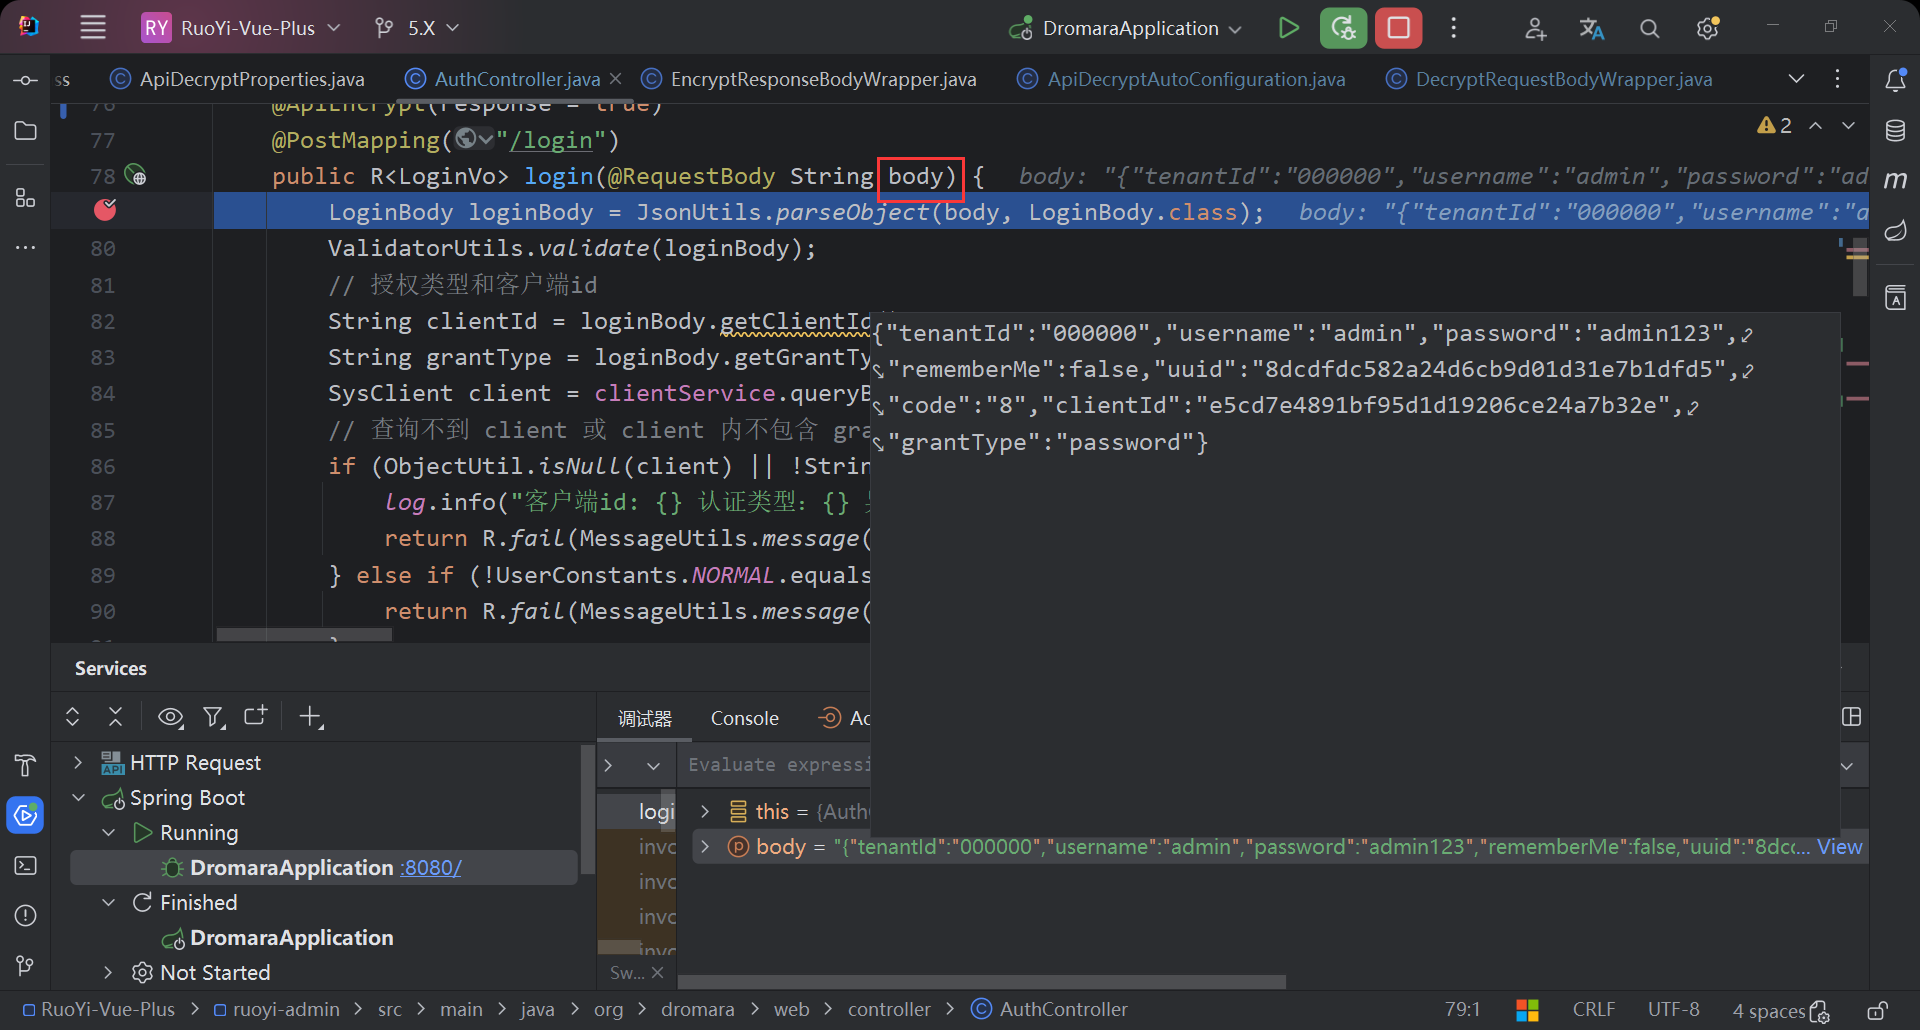 RY RuoYi-Vue-Plus 5.X DromaraApplication
ss ApiDecryptProperties.java AuthController.java EncryptResponseBodyWrapper.java ApiDecryptAutoConfiguration.java DecryptRequestBodyWrapper.java
76 @ApiEncrypt(response = true)
77 @PostMapping("/login")
2
78 public R<LoginVo> login(@RequestBody String body) { body: "{"tenantId":"000000","username":"admin","password":"ad
LoginBody loginBody = JsonUtils.parseObject(body, LoginBody.class); body: "{"tenantId":"000000","username":"a
80 ValidatorUtils.validate(loginBody);
81 // 授权类型和客户端id
82 String clientId = loginBody.getClientId
83 String grantType = loginBody.getGrantTy
84 SysClient client = clientService.queryB
85 // 查询不到 client 或 client 内不包含 gra
86 if (ObjectUtil.isNull(client) || !Strin
87 log.info("客户端id: {} 认证类型：{}
88 return R.fail(MessageUtils.message(
89 } else if (!UserConstants.NORMAL.equals
90 return R.fail(MessageUtils.message(
{"tenantId":"000000","username":"admin","password":"admin123",
"rememberMe":false,"uuid":"8dcdfdc582a24d6cb9d01d31e7b1dfd5",
"code":"8","clientId":"e5cd7e4891bf95d1d19206ce24a7b32e",
"grantType":"password"}
Services
调试器 Console Ac
HTTP Request
Spring Boot
Running
DromaraApplication :8080/
Finished
DromaraApplication
Not Started
Evaluate expressi
logi
invo
invo
invo
invo
Sw...
this = {Auth
body = "{"tenantId":"000000","username":"admin","password":"admin123","rememberMe":false,"uuid":"8dcc... View
RuoYi-Vue-Plus > ruoyi-admin > src > main > java > org > dromara > web > controller > AuthController
79:1 CRLF UTF-8 4 spaces